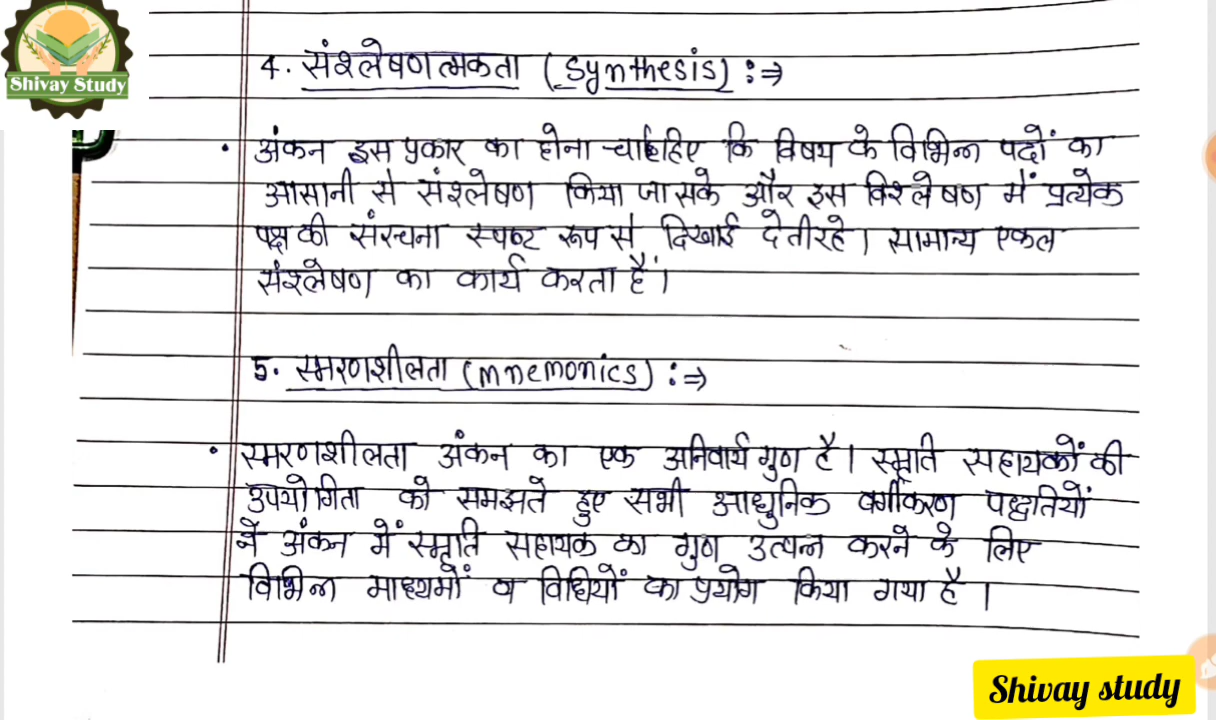 Shivay Study
4. संश्लेषणात्मकता (Synthesis) :⇒
• अंकन इस प्रकार का होना चाहिए कि विषय के विभिन्न पदों का
आसानी से संश्लेषण किया जा सके और इस विश्लेषण में प्रत्येक
पक्ष की संरचना स्पष्ट रूप से दिखाई देती रहे। सामान्य एकल
संश्लेषण का कार्य करता है।
5. स्मरणशीलता (mnemonics) :⇒
• स्मरणशीलता अंकन का एक अनिवार्य गुण है। स्मृति सहायकों की
उपयोगिता को समझते हुए सभी आधुनिक वर्गीकरण पद्धतियों
ने अंकन में स्मृति सहायक का गुण उत्पन्न करने के लिए
विभिन्न माध्यमों व विधियों का प्रयोग किया गया है।
Shivay study